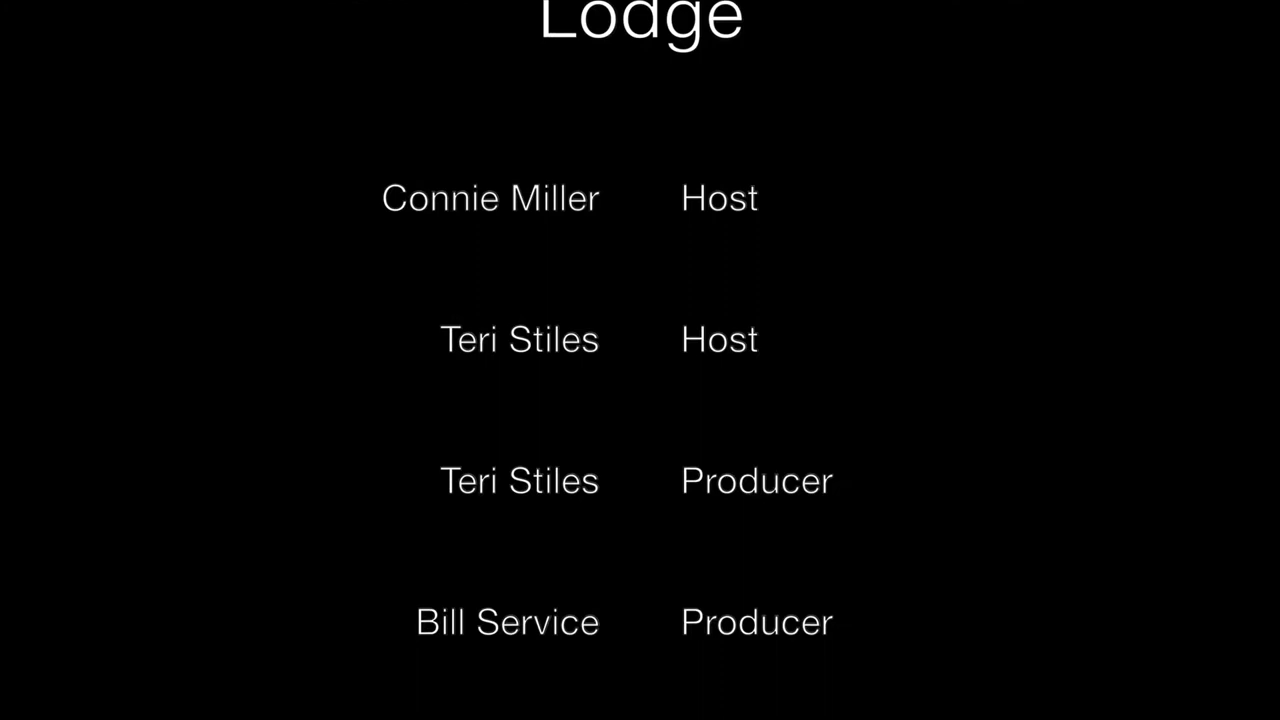 Lodge
Connie Miller Host
Teri Stiles Host
Teri Stiles Producer
Bill Service Producer